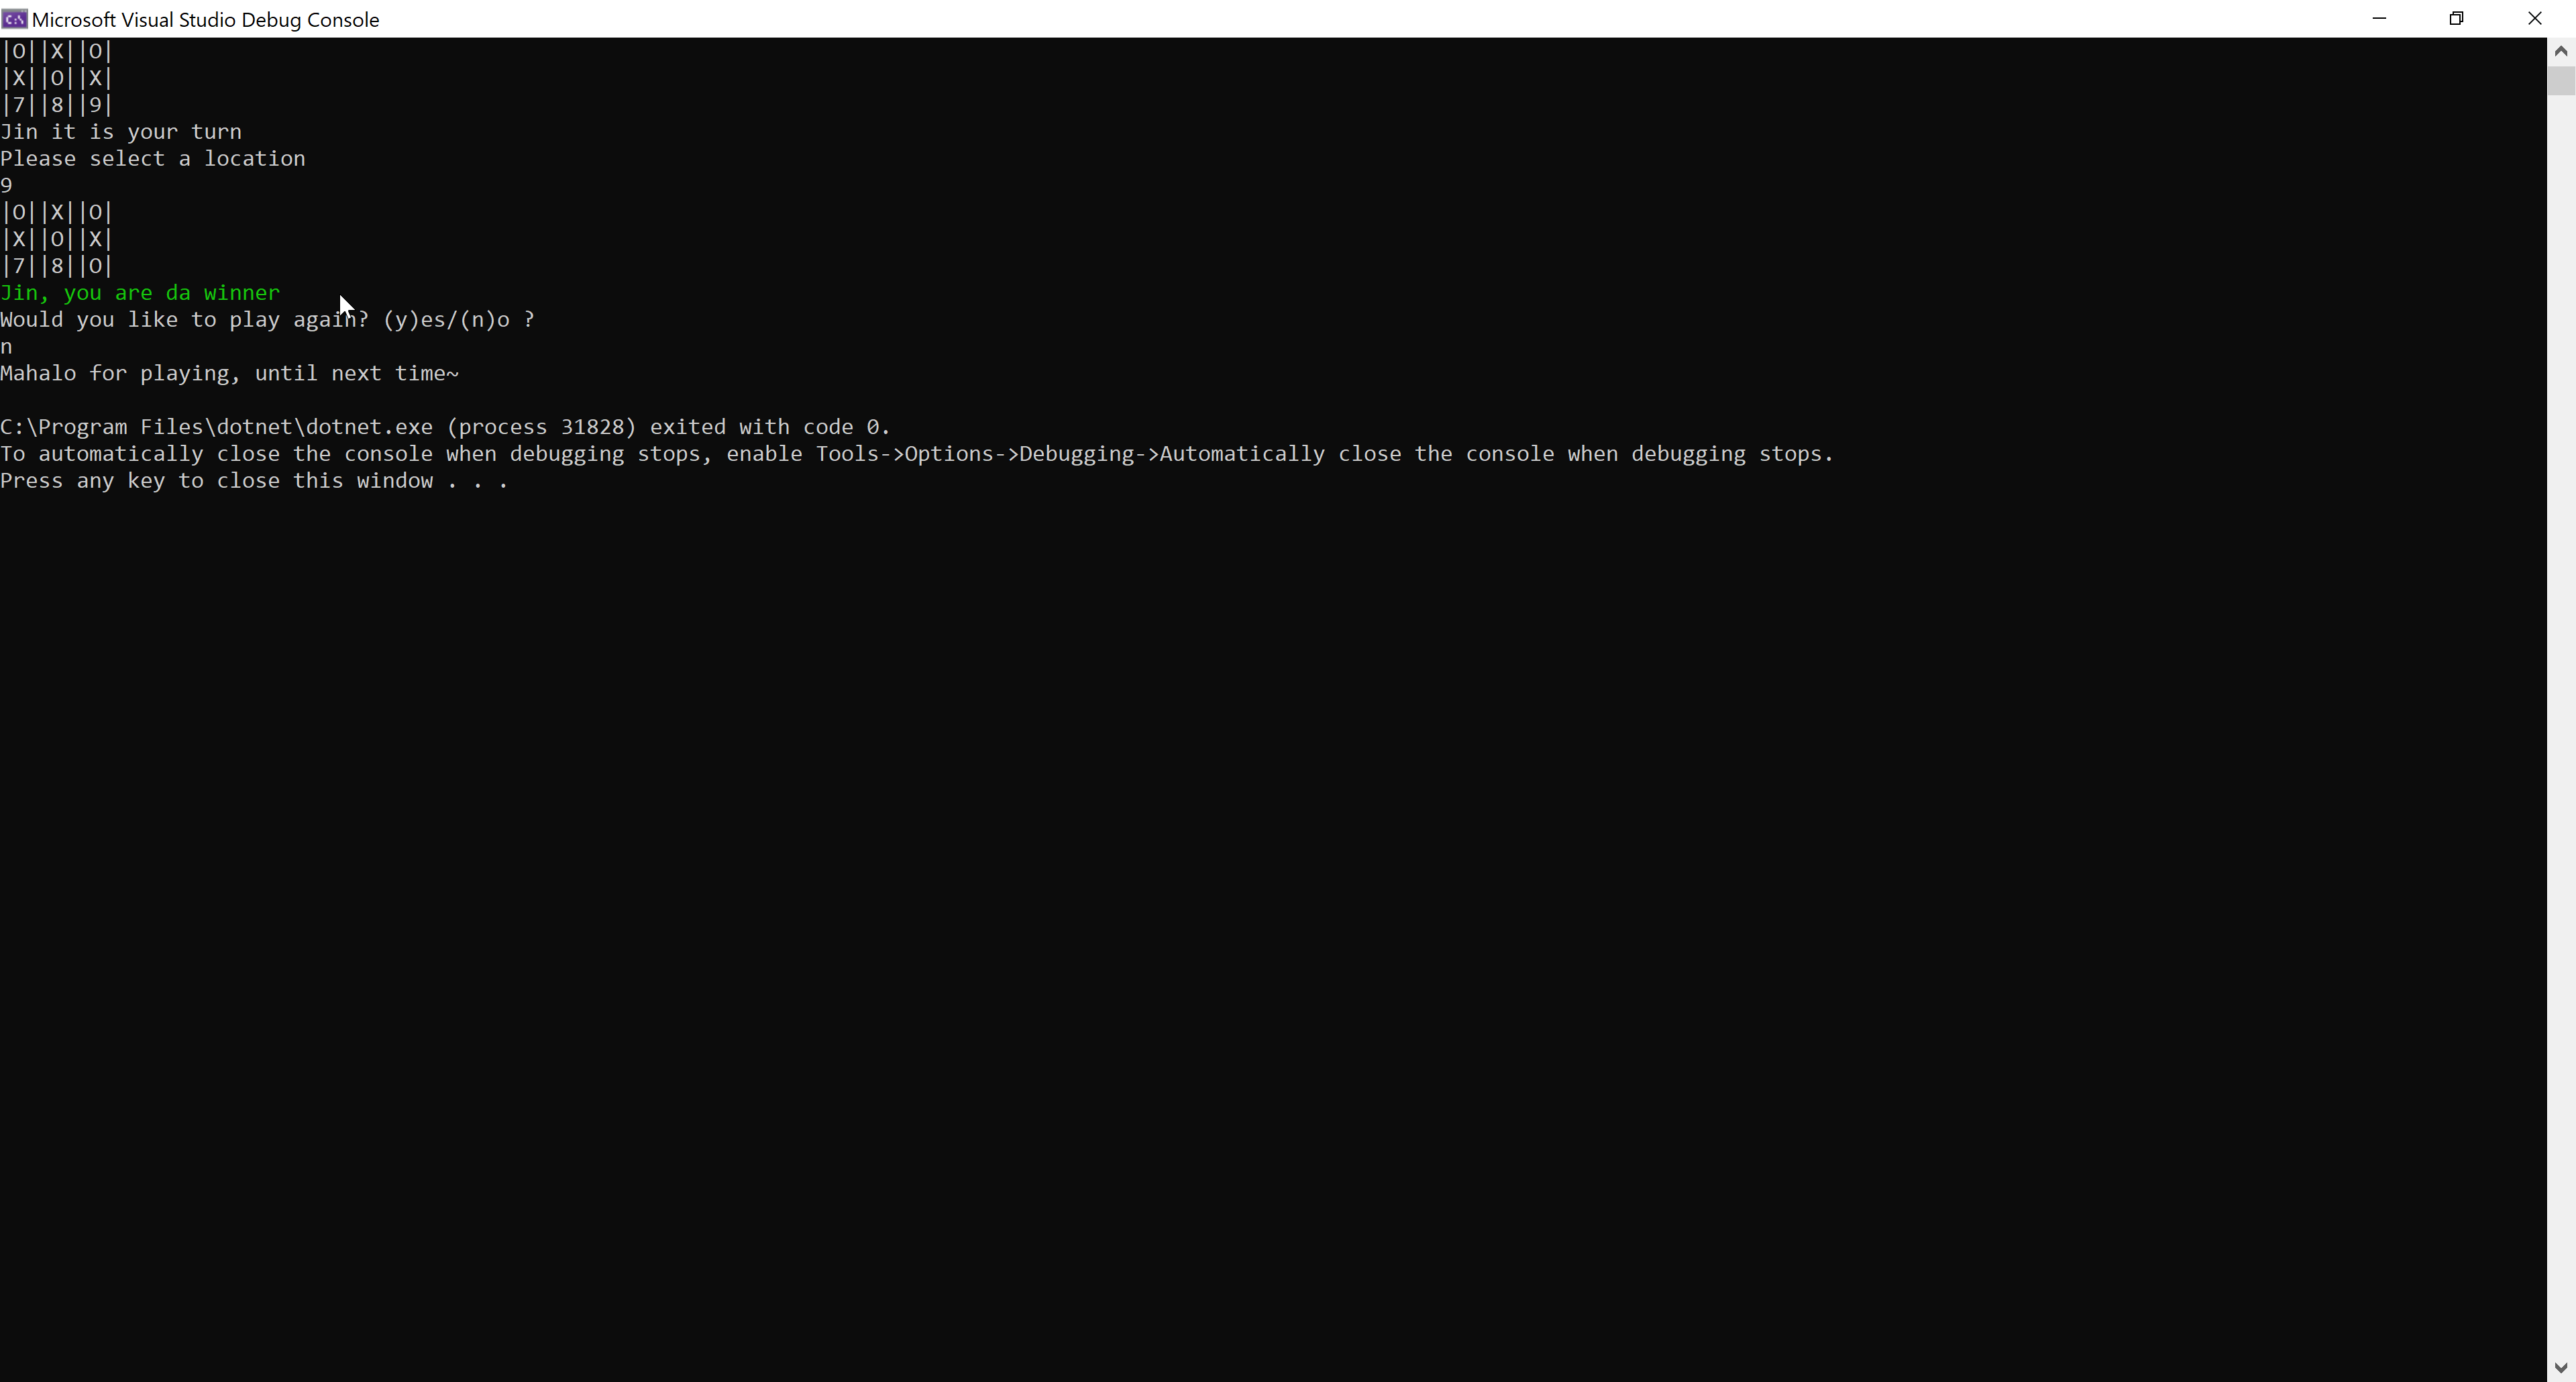 Microsoft Visual Studio Debug Console
|O||X||O|
|X||O||X|
|7||8||9|
Jin it is your turn
Please select a location
9
|O||X||O|
|X||O||X|
|7||8||O|
Jin, you are da winner
Would you like to play again? (y)es/(n)o ?
n
Mahalo for playing, until next time~
C:\Program Files\dotnet\dotnet.exe (process 31828) exited with code 0.
To automatically close the console when debugging stops, enable Tools->Options->Debugging->Automatically close the console when debugging stops.
Press any key to close this window . . .